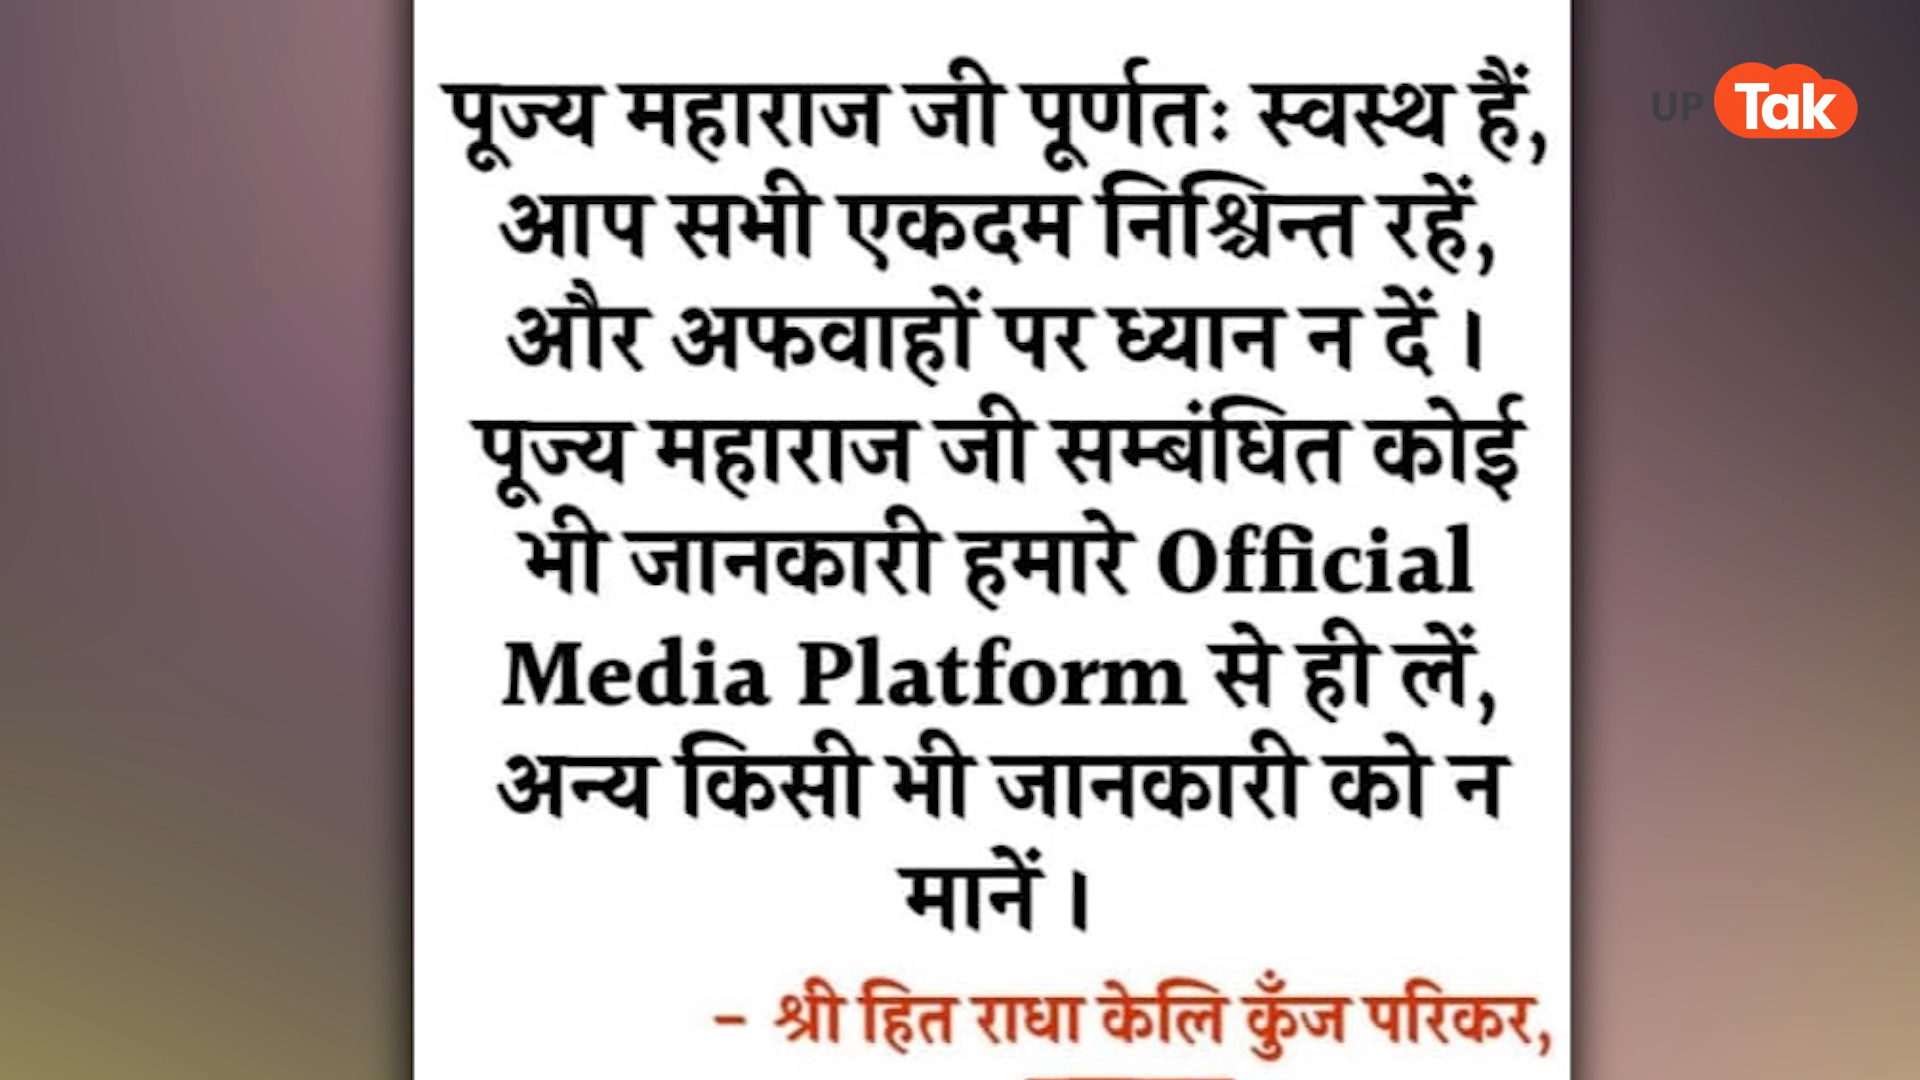 पूज्य महाराज जी पूर्णतः स्वस्थ हैं,
आप सभी एकदम निश्चिन्त रहें,
और अफवाहों पर ध्यान न दें ।
पूज्य महाराज जी सम्बंधित कोई
भी जानकारी हमारे Official
Media Platform से ही लें,
अन्य किसी भी जानकारी को न
मानें ।
– श्री हित राधा केलि कुँज परिकर,
UP Tak